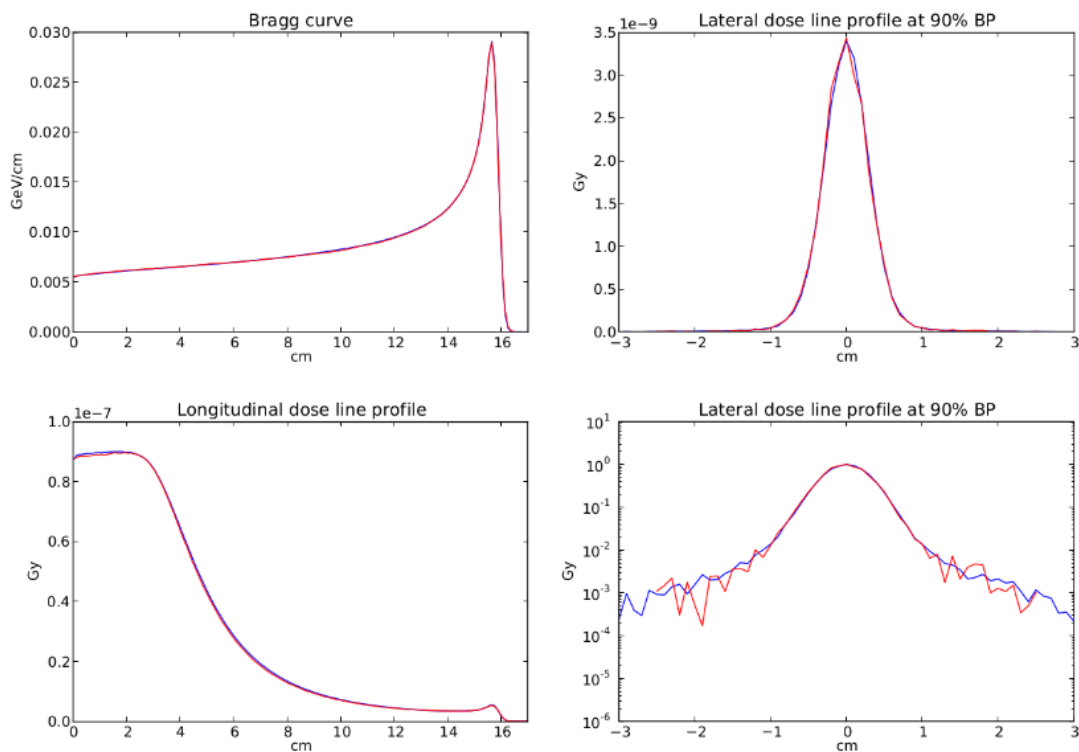 Bragg curve
0.030
0.025
0.020
0.015
0.010
0.005
0.000
GeV/cm
0 2 4 6 8 10 12 14 16
cm
Lateral dose line profile at 90% BP
1e−9
3.5
3.0
2.5
2.0
1.5
1.0
0.5
0.0
Gy
−3 −2 −1 0 1 2 3
cm
Longitudinal dose line profile
1e−7
1.0
0.8
0.6
0.4
0.2
0.0
Gy
0 2 4 6 8 10 12 14 16
cm
Lateral dose line profile at 90% BP
10¹
10⁰
10⁻¹
10⁻²
10⁻³
10⁻⁴
10⁻⁵
10⁻⁶
Gy
−3 −2 −1 0 1 2 3
cm